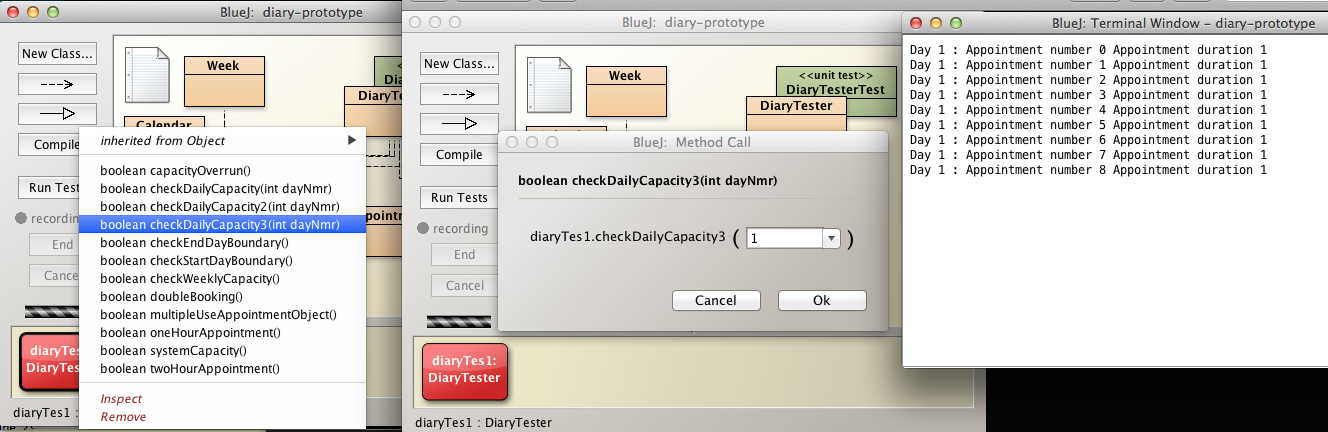 BlueJ: diary-prototype
New Class...
Week
DiaryTe
Calendar
Compile
Run Test
recordin
End
Cance
inherited from Object
boolean capacityOverrun()
boolean checkDailyCapacity(int dayNmr)
boolean checkDailyCapacity2(int dayNmr)
boolean checkDailyCapacity3(int dayNmr)
boolean checkEndDayBoundary()
boolean checkStartDayBoundary()
boolean checkWeeklyCapacity()
boolean doubleBooking()
boolean multipleUseAppointmentObject()
boolean oneHourAppointment()
boolean systemCapacity()
boolean twoHourAppointment()
Inspect
Remove
diaryTes
DiaryTes
diaryTes1 :
BlueJ: diary-prototype
New Class...
Week
<<unit test>>
DiaryTesterTest
DiaryTester
Compile
Run Tests
recording
End
Cancel
BlueJ: Method Call
boolean checkDailyCapacity3(int dayNmr)
diaryTes1.checkDailyCapacity3 ( 1 )
Cancel
Ok
diaryTes1:
DiaryTester
diaryTes1 : DiaryTester
BlueJ: Terminal Window - diary-prototype
Day 1 : Appointment number 0 Appointment duration 1
Day 1 : Appointment number 1 Appointment duration 1
Day 1 : Appointment number 2 Appointment duration 1
Day 1 : Appointment number 3 Appointment duration 1
Day 1 : Appointment number 4 Appointment duration 1
Day 1 : Appointment number 5 Appointment duration 1
Day 1 : Appointment number 6 Appointment duration 1
Day 1 : Appointment number 7 Appointment duration 1
Day 1 : Appointment number 8 Appointment duration 1